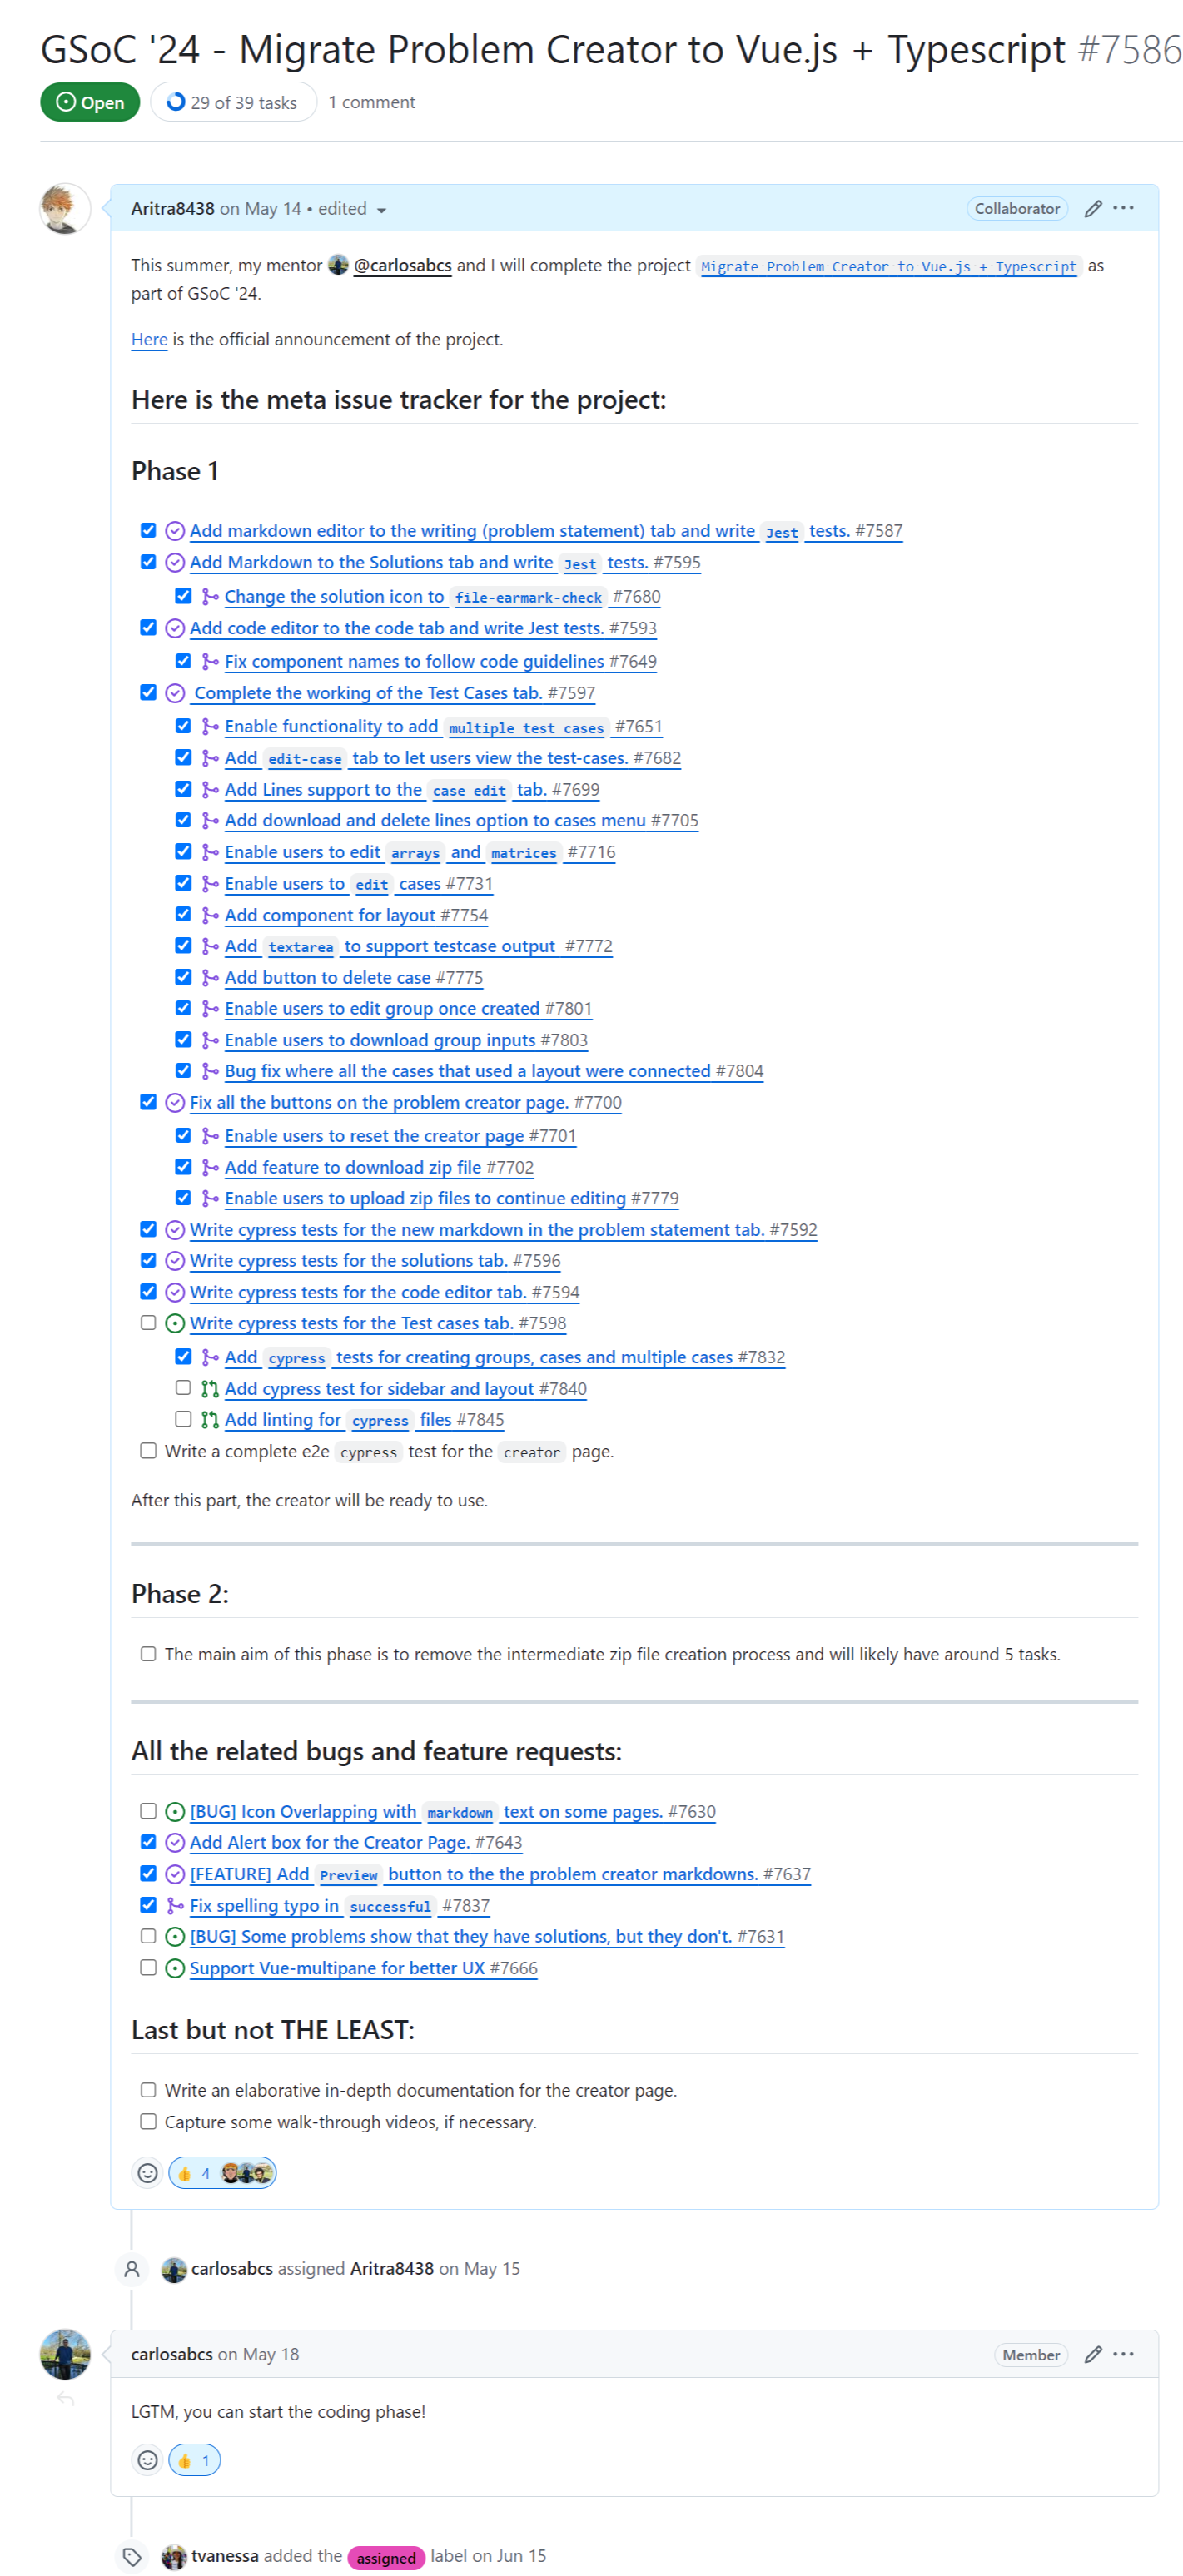 GSoC '24 - Migrate Problem Creator to Vue.js + Typescript #7586
Open 29 of 39 tasks 1 comment
Aritra8438 on May 14 • edited Collaborator
This summer, my mentor @carlosabcs and I will complete the project Migrate Problem Creator to Vue.js + Typescript as
part of GSoC '24.
Here is the official announcement of the project.
Here is the meta issue tracker for the project:
Phase 1
Add markdown editor to the writing (problem statement) tab and write Jest tests. #7587
Add Markdown to the Solutions tab and write Jest tests. #7595
Change the solution icon to file-earmark-check #7680
Add code editor to the code tab and write Jest tests. #7593
Fix component names to follow code guidelines #7649
Complete the working of the Test Cases tab. #7597
Enable functionality to add multiple test cases #7651
Add edit-case tab to let users view the test-cases. #7682
Add Lines support to the case edit tab. #7699
Add download and delete lines option to cases menu #7705
Enable users to edit arrays and matrices #7716
Enable users to edit cases #7731
Add component for layout #7754
Add textarea to support testcase output #7772
Add button to delete case #7775
Enable users to edit group once created #7801
Enable users to download group inputs #7803
Bug fix where all the cases that used a layout were connected #7804
Fix all the buttons on the problem creator page. #7700
Enable users to reset the creator page #7701
Add feature to download zip file #7702
Enable users to upload zip files to continue editing #7779
Write cypress tests for the new markdown in the problem statement tab. #7592
Write cypress tests for the solutions tab. #7596
Write cypress tests for the code editor tab. #7594
Write cypress tests for the Test cases tab. #7598
Add cypress tests for creating groups, cases and multiple cases #7832
Add cypress test for sidebar and layout #7840
Add linting for cypress files #7845
Write a complete e2e cypress test for the creator page.
After this part, the creator will be ready to use.
Phase 2:
The main aim of this phase is to remove the intermediate zip file creation process and will likely have around 5 tasks.
All the related bugs and feature requests:
[BUG] Icon Overlapping with markdown text on some pages. #7630
Add Alert box for the Creator Page. #7643
[FEATURE] Add Preview button to the the problem creator markdowns. #7637
Fix spelling typo in successful #7837
[BUG] Some problems show that they have solutions, but they don't. #7631
Support Vue-multipane for better UX #7666
Last but not THE LEAST:
Write an elaborative in-depth documentation for the creator page.
Capture some walk-through videos, if necessary.
👍 4
carlosabcs assigned Aritra8438 on May 15
carlosabcs on May 18 Member
LGTM, you can start the coding phase!
👍 1
tvanessa added the assigned label on Jun 15